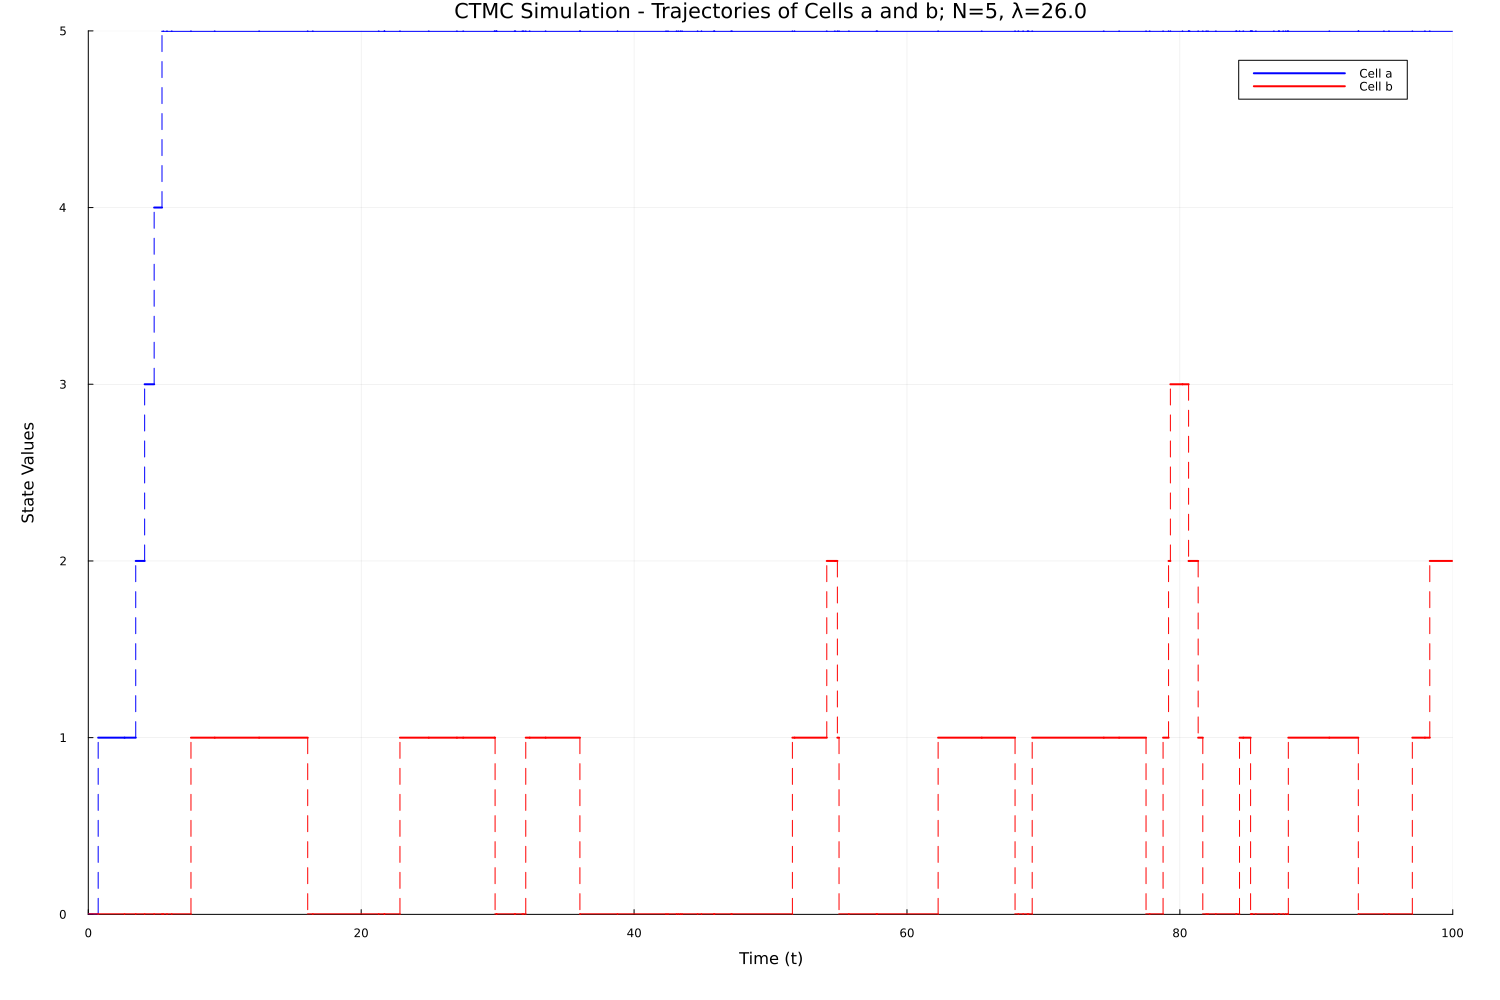 CTMC Simulation - Trajectories of Cells a and b; N=5, λ=26.0
5
Cell a
Cell b
4
3
State Values
2
1
0
0 20 40 60 80 100
Time (t)